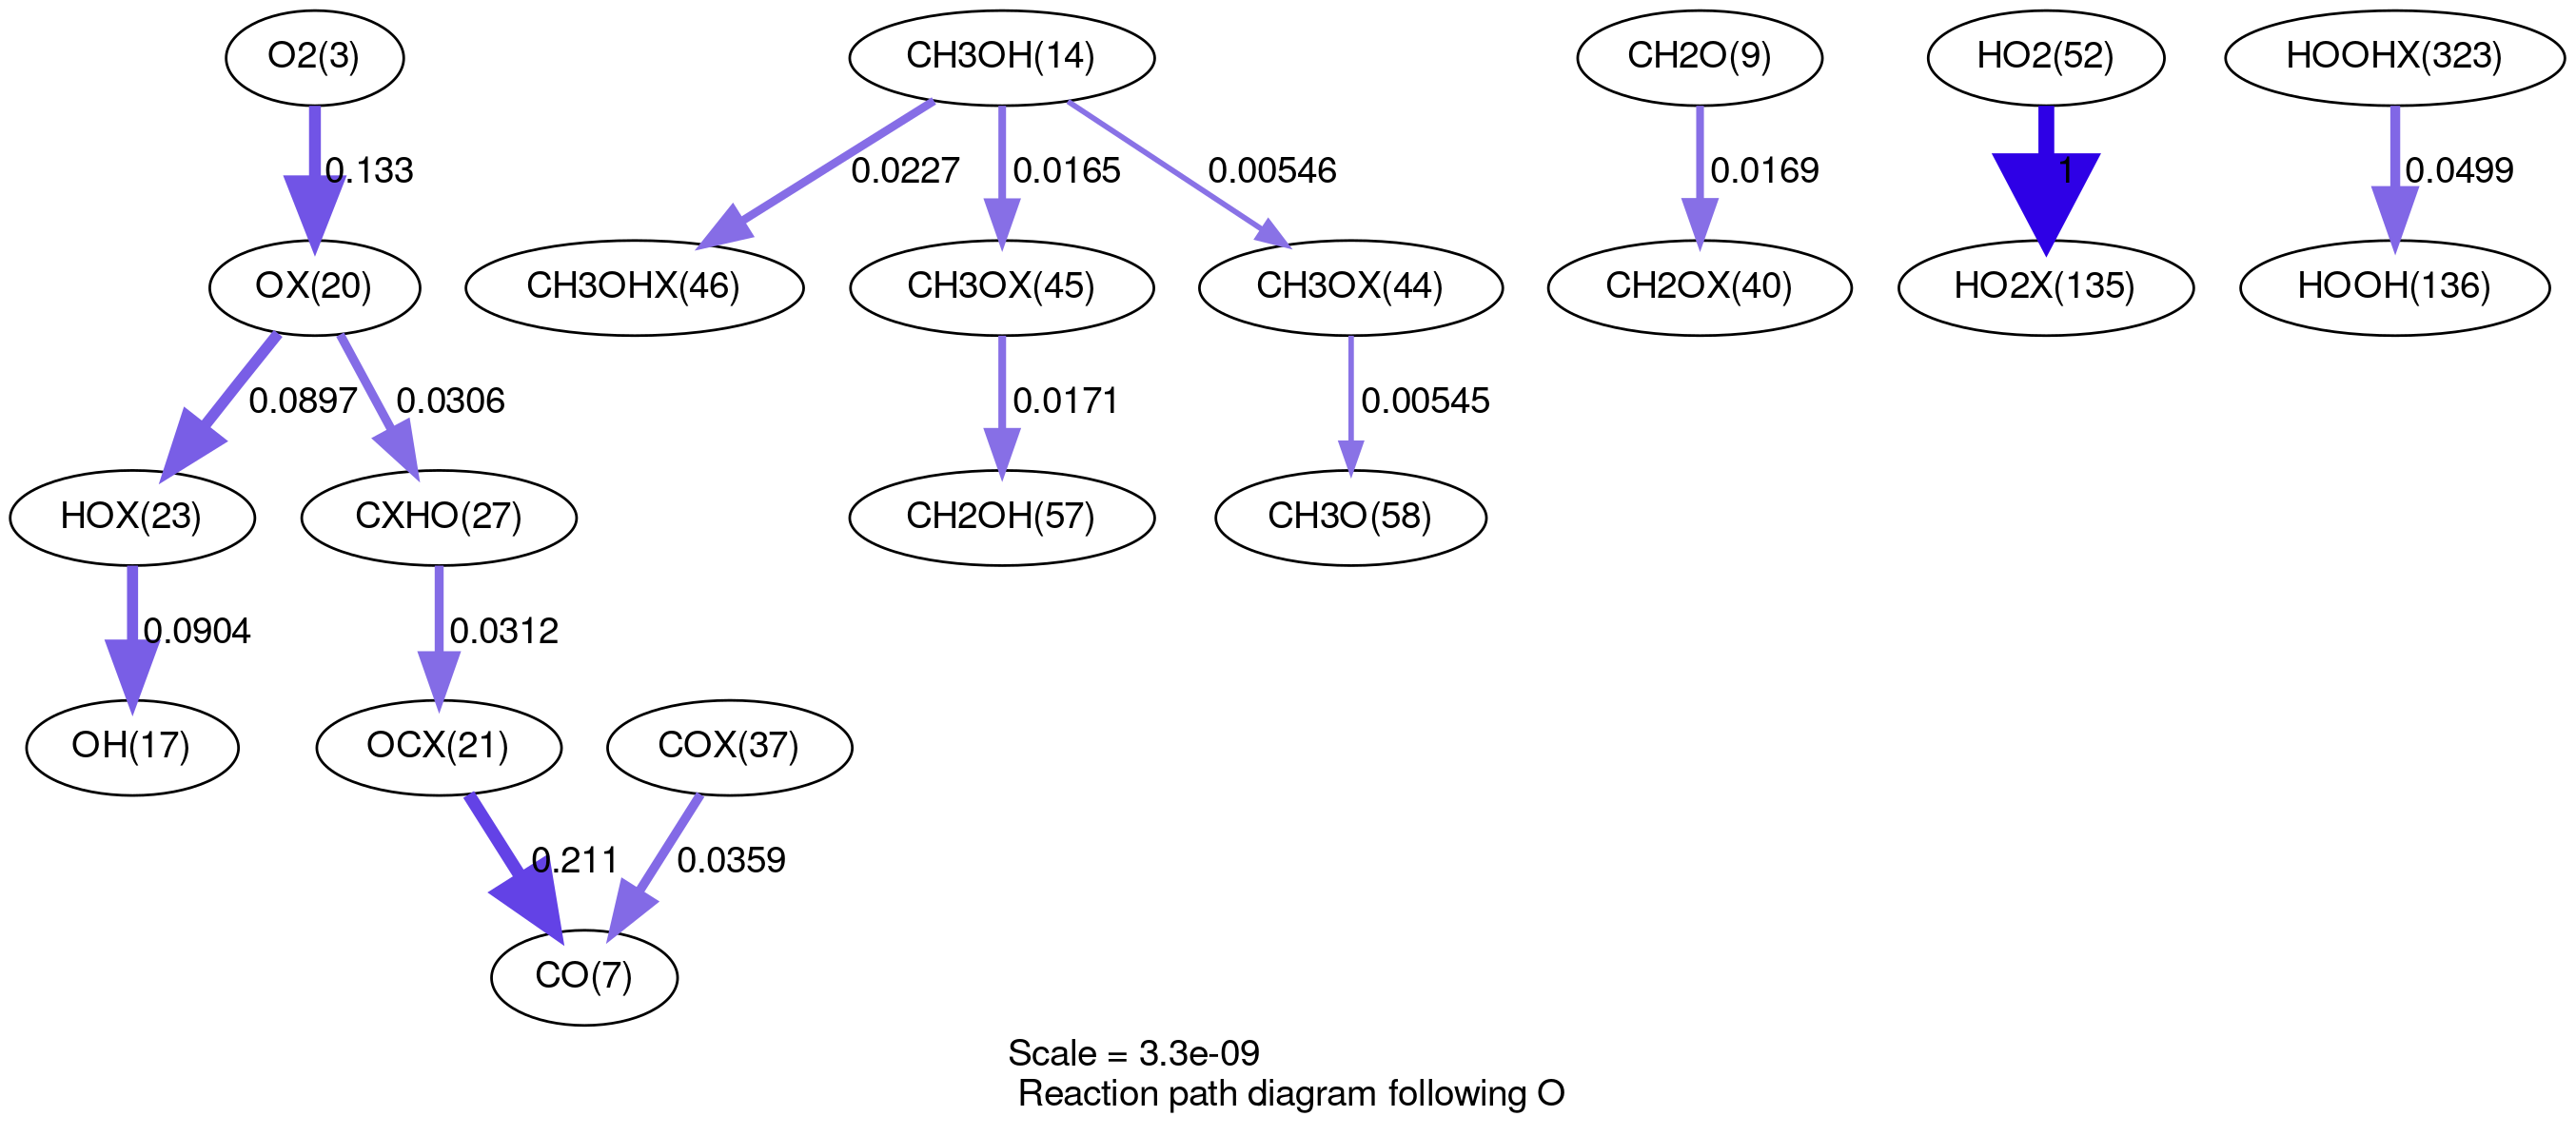 O2(3)
CH3OH(14)
CH2O(9)
HO2(52)
HOOHX(323)
0.133
0.0227
0.0165
0.00546
0.0169
1
0.0499
OX(20)
CH3OHX(46)
CH3OX(45)
CH3OX(44)
CH2OX(40)
HO2X(135)
HOOH(136)
0.0897
0.0306
0.0171
0.00545
HOX(23)
CXHO(27)
CH2OH(57)
CH3O(58)
0.0904
0.0312
OH(17)
OCX(21)
COX(37)
0.211
0.0359
CO(7)
Scale = 3.3e-09
Reaction path diagram following O